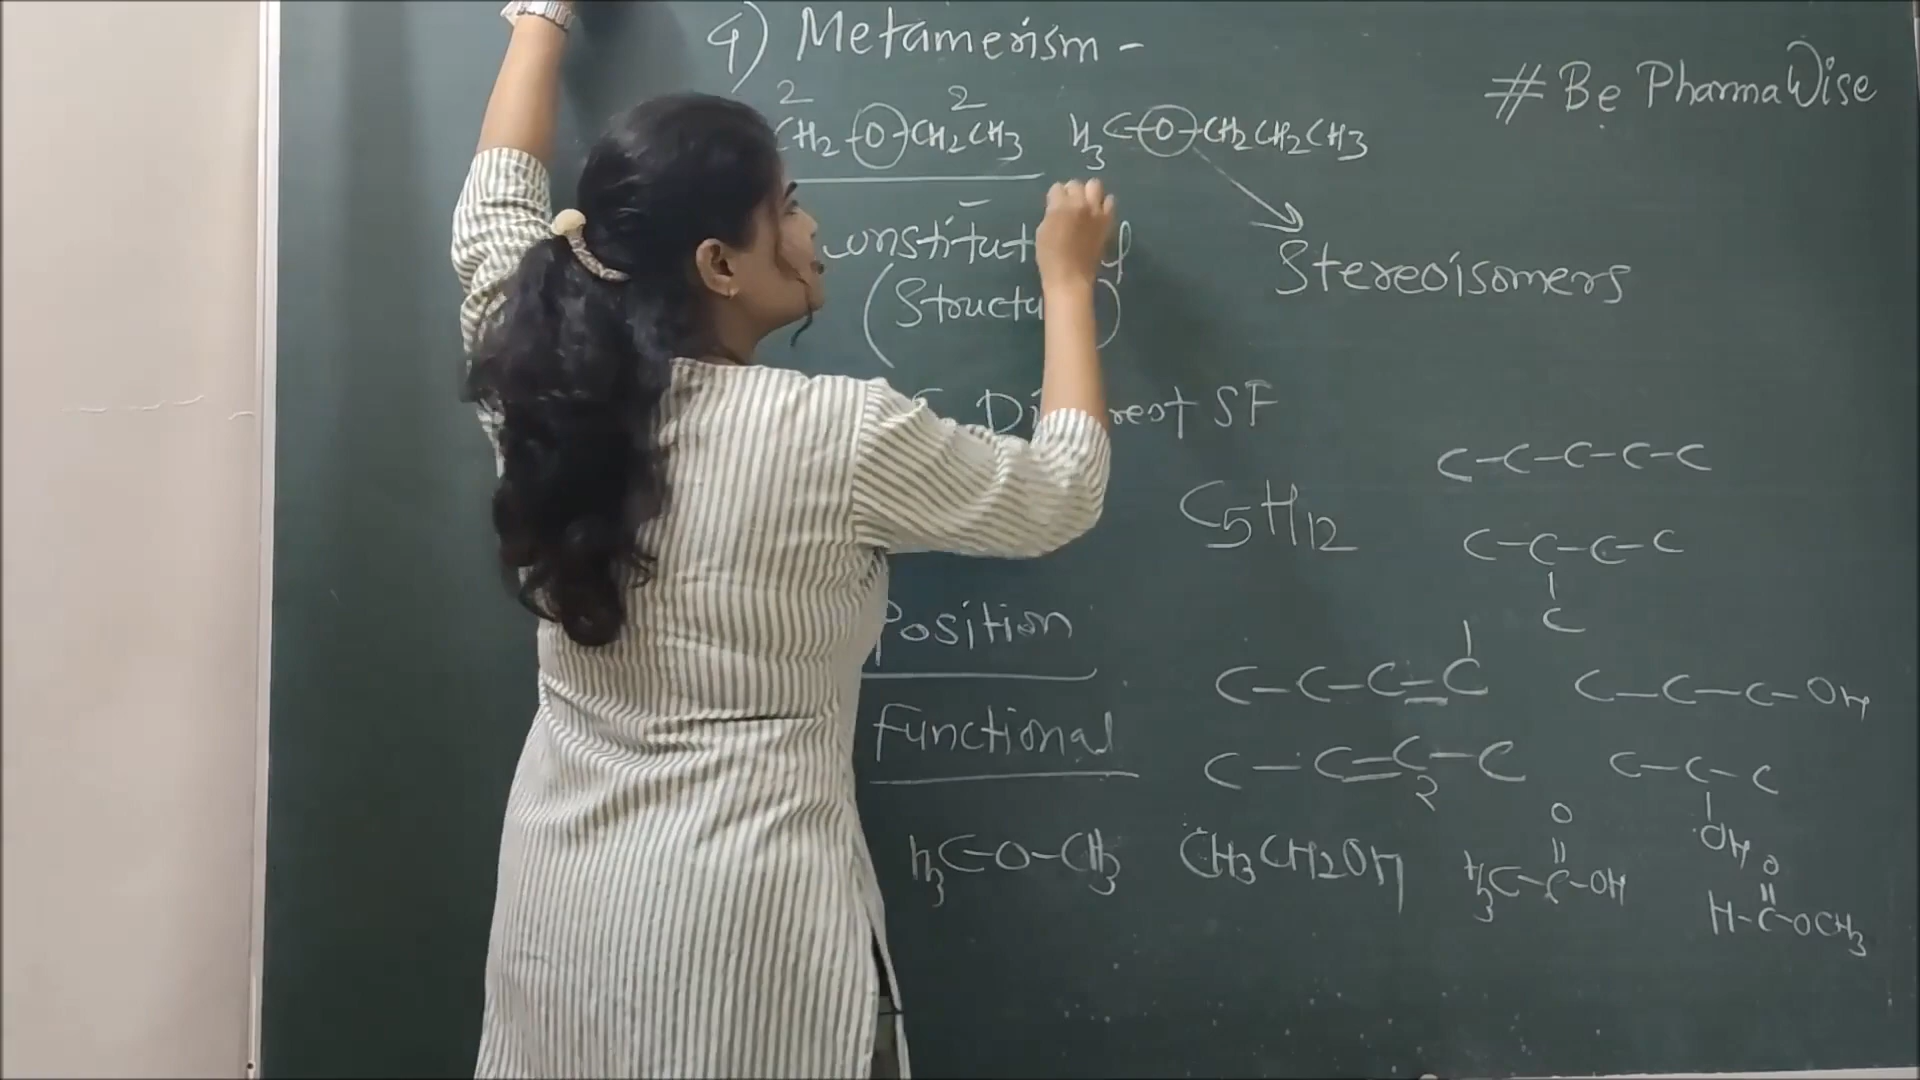 4) Metamerism -
# Be PharmaWise
2 2
CH2-O-CH2CH3 H3C-O-CH2CH2CH3
Stereoisomers
Different SF
C-C-C-C-C
C5H12
C-C-C-C
C
Position
1
C-C-C=C C-C-C-OH
Functional
C-C=C-C C-C-C
2
OH
H3C-O-CH3 CH3CH2OH
O
H3C-C-OH
O
H-C-OCH3